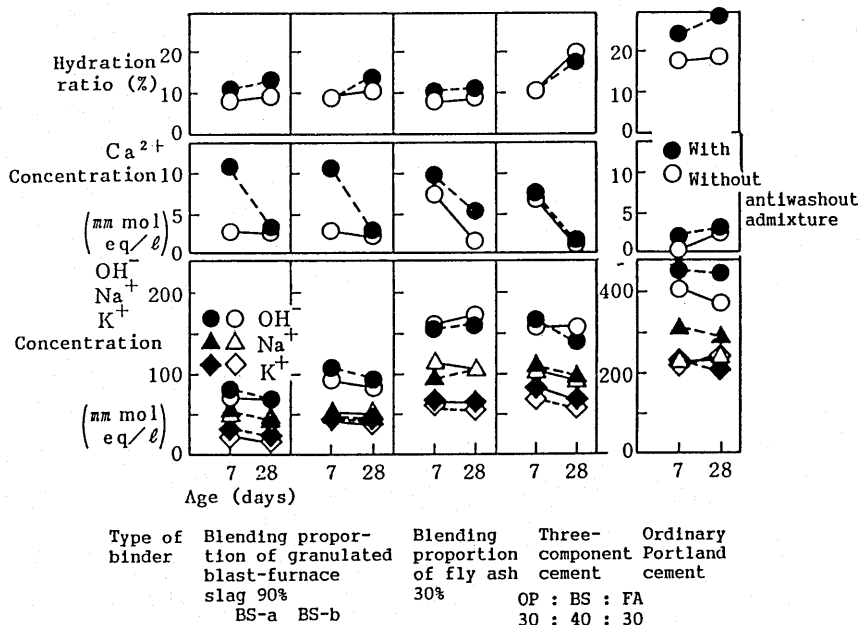 Hydration
ratio (%)
20
10
0
20
10
0
Ca²⁺
Concentration
(mm mol
eq/ℓ)
10
5
0
10
5
0
With
Without
antiwashout
admixture
OH⁻
Na⁺
K⁺
Concentration
(mm mol
eq/ℓ)
200
100
0
400
200
0
OH⁻
Na⁺
K⁺
7 28 7 28 7 28 7 28 7 28
Age (days)
Type of
binder
Blending propor-
tion of granulated
blast-furnace
slag 90%
BS-a BS-b
Blending
proportion
of fly ash
30%
Three-
component
cement
OP : BS : FA
30 : 40 : 30
Ordinary
Portland
cement